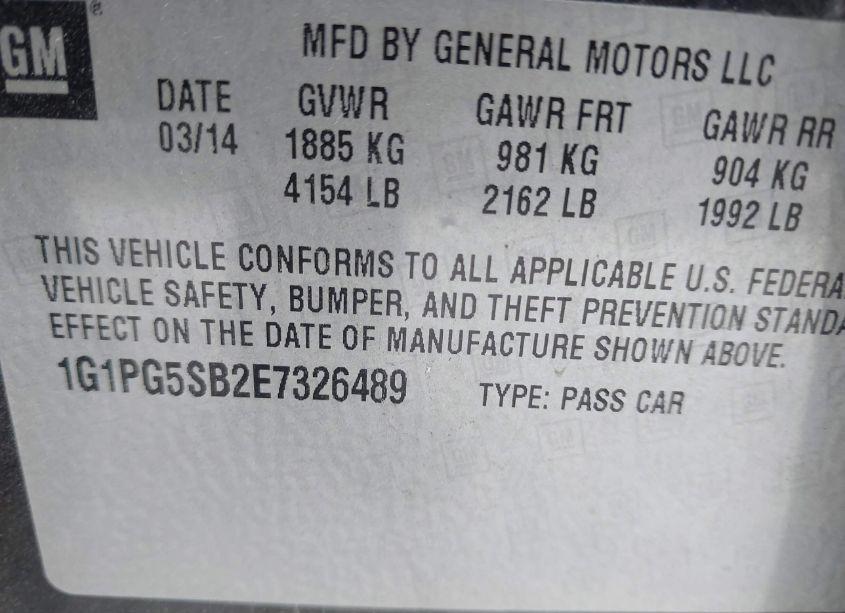 GM
MFD BY GENERAL MOTORS LLC
DATE GVWR GAWR FRT GAWR RR
03/14 1885 KG 981 KG 904 KG
4154 LB 2162 LB 1992 LB
THIS VEHICLE CONFORMS TO ALL APPLICABLE U.S. FEDERA
VEHICLE SAFETY, BUMPER, AND THEFT PREVENTION STANDA
EFFECT ON THE DATE OF MANUFACTURE SHOWN ABOVE.
1G1PG5SB2E7326489 TYPE: PASS CAR